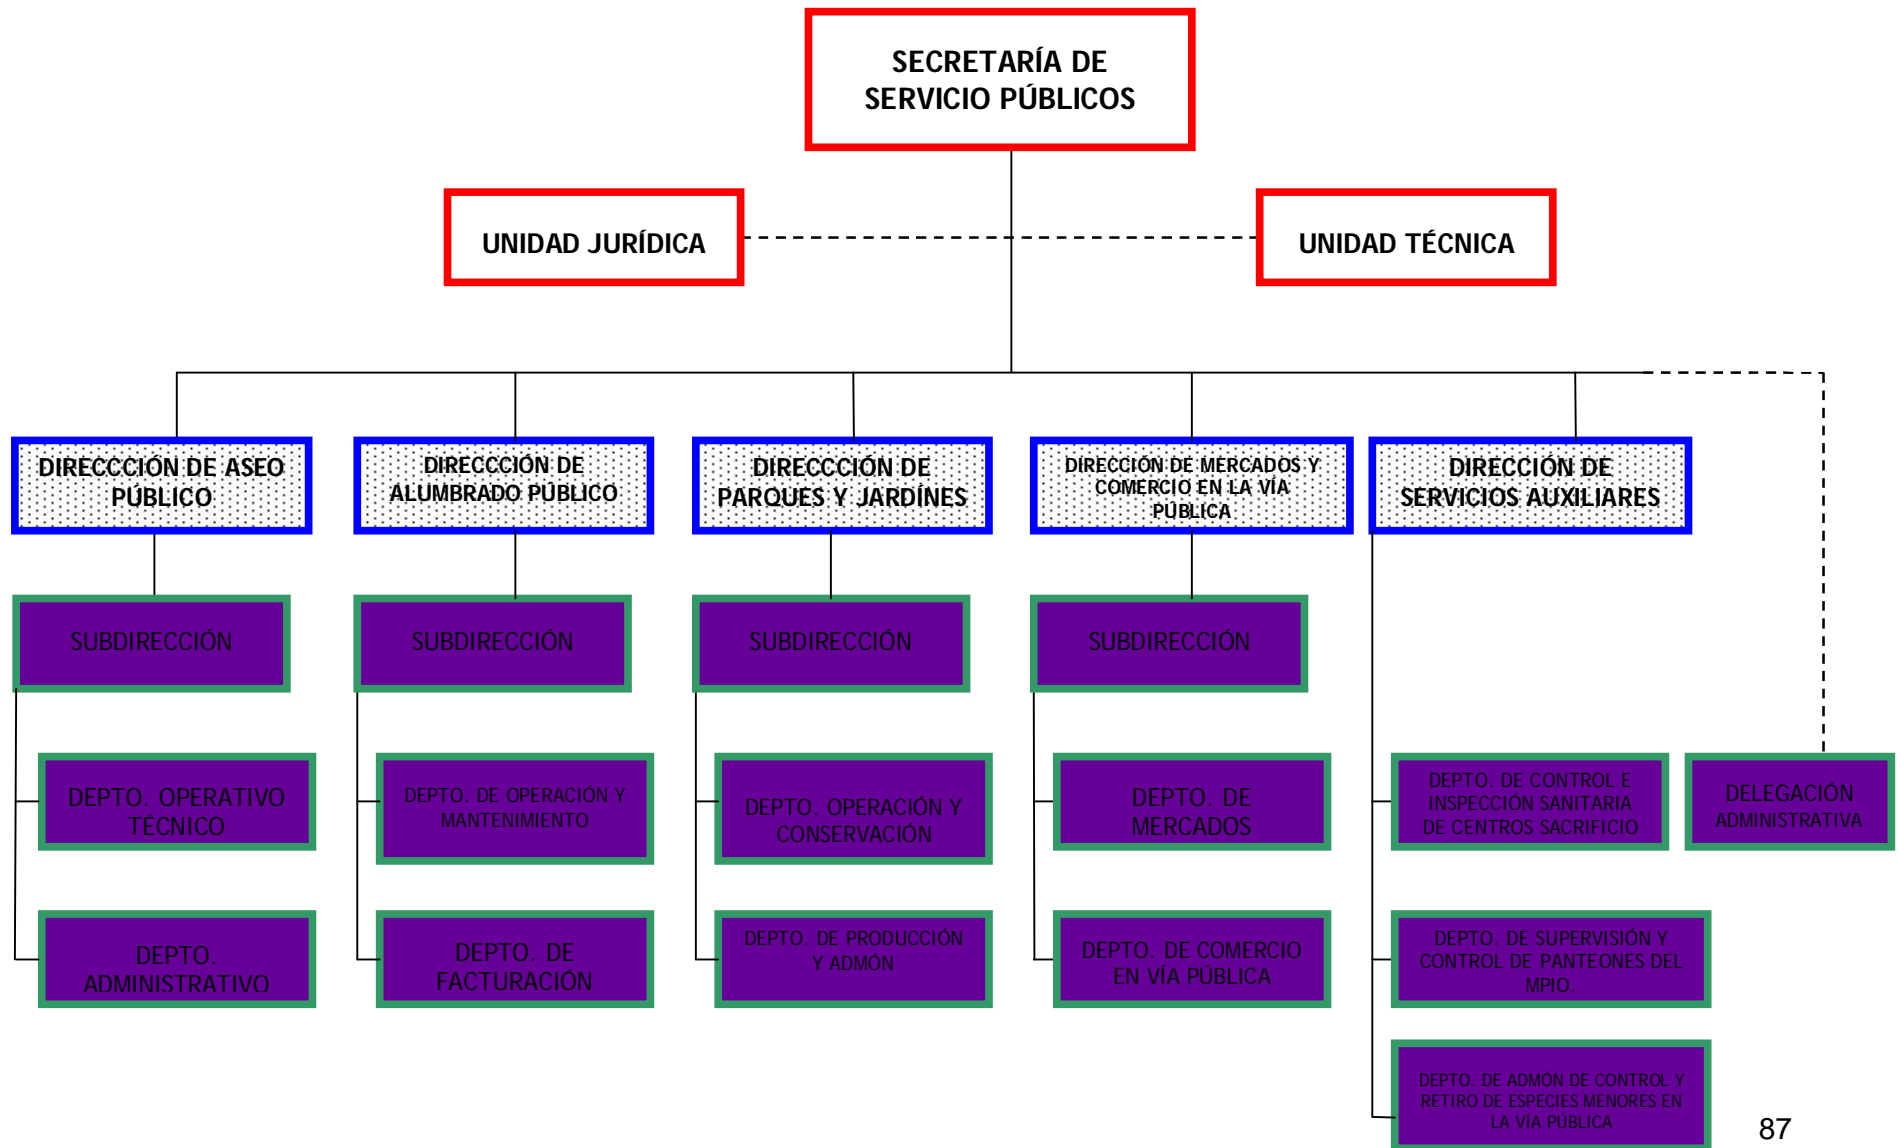 SECRETARÍA DE
SERVICIO PÚBLICOS
UNIDAD JURÍDICA
UNIDAD TÉCNICA
DIRECCCIÓN DE ASEO
PÚBLICO
DIRECCCIÓN DE
ALUMBRADO PÚBLICO
DIRECCCIÓN DE
PARQUES Y JARDÍNES
DIRECCIÓN DE MERCADOS Y
COMERCIO EN LA VÍA
PÚBLICA
DIRECCIÓN DE
SERVICIOS AUXILIARES
SUBDIRECCIÓN
SUBDIRECCIÓN
SUBDIRECCIÓN
SUBDIRECCIÓN
DEPTO. OPERATIVO
TÉCNICO
DEPTO. DE OPERACIÓN Y
MANTENIMIENTO
DEPTO. OPERACIÓN Y
CONSERVACIÓN
DEPTO. DE
MERCADOS
DEPTO. DE CONTROL E
INSPECCIÓN SANITARIA
DE CENTROS SACRIFICIO
DELEGACIÓN
ADMINISTRATIVA
DEPTO.
ADMINISTRATIVO
DEPTO. DE
FACTURACIÓN
DEPTO. DE PRODUCCIÓN
Y ADMÓN
DEPTO. DE COMERCIO
EN VÍA PÚBLICA
DEPTO. DE SUPERVISIÓN Y
CONTROL DE PANTEONES DEL
MPIO.
DEPTO. DE ADMÓN DE CONTROL Y
RETIRO DE ESPECIES MENORES EN
LA VÍA PÚBLICA
87